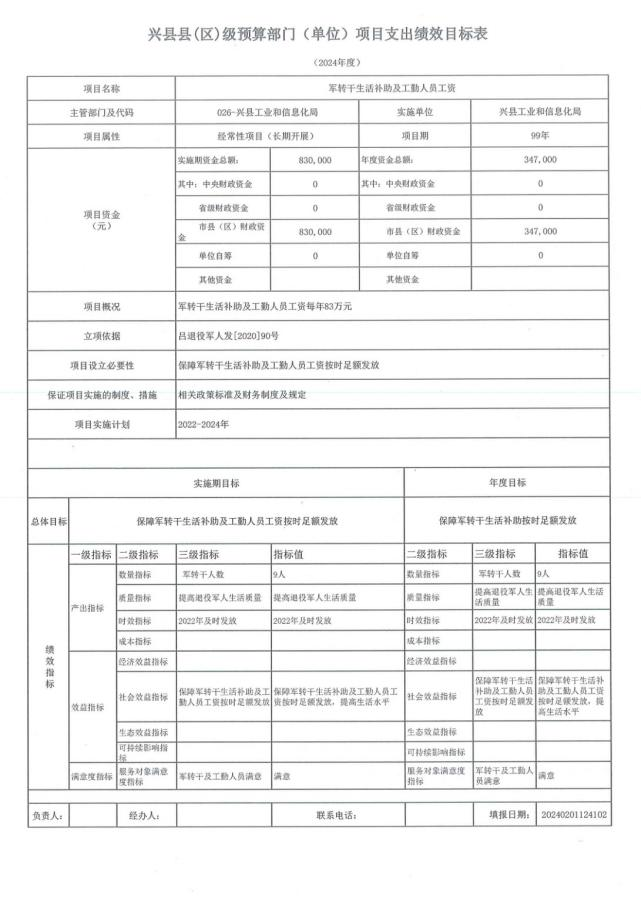 兴县县(区)级预算部门（单位）项目支出绩效目标表
（2024年度）
项目名称 军转干生活补助及工勤人员工资
主管部门及代码 026-兴县工业和信息化局 实施单位 兴县工业和信息化局
项目属性 经常性项目（长期开展） 项目期 99年
项目资金
（元）
实施期资金总额： 830,000 年度资金总额： 347,000
其中：中央财政资金 0 其中：中央财政资金 0
省级财政资金 0 省级财政资金 0
市县（区）财政资
金 830,000 市县（区）财政资金 347,000
单位自筹 0 单位自筹 0
其他资金 其他资金
项目概况 军转干生活补助及工勤人员工资每年83万元
立项依据 吕退役军人发[2020]90号
项目设立必要性 保障军转干生活补助及工勤人员工资按时足额发放
保证项目实施的制度、措施 相关政策标准及财务制度及规定
项目实施计划 2022-2024年
实施期目标 年度目标
总体目标 保障军转干生活补助及工勤人员工资按时足额发放 保障军转干生活补助按时足额发放
绩
效
指
标
一级指标 二级指标 三级指标 指标值 二级指标 三级指标 指标值
产出指标
数量指标 军转干人数 9人 数量指标 军转干人数 9人
质量指标 提高退役军人生活质量 提高退役军人生活质量 质量指标 提高退役军人生
活质量 提高退役军人生活
质量
时效指标 2022年及时发放 2022年及时发放 时效指标 2022年及时发放 2022年及时发放
成本指标 成本指标
效益指标
经济效益指标 经济效益指标
社会效益指标 保障军转干生活补助及工
勤人员工资按时足额发放 保障军转干生活补助及工勤人员工
资按时足额发放，提高生活水平 社会效益指标 保障军转干生活
补助及工勤人员
工资按时足额发
放 保障军转干生活补
助及工勤人员工资
按时足额发放，提
高生活水平
生态效益指标 生态效益指标
可持续影响指
标 可持续影响指标
满意度指标 服务对象满意
度指标 军转干及工勤人员满意 满意 服务对象满意度
指标 军转干及工勤人
员满意 满意
负责人： 经办人： 联系电话： 填报日期： 20240201124102